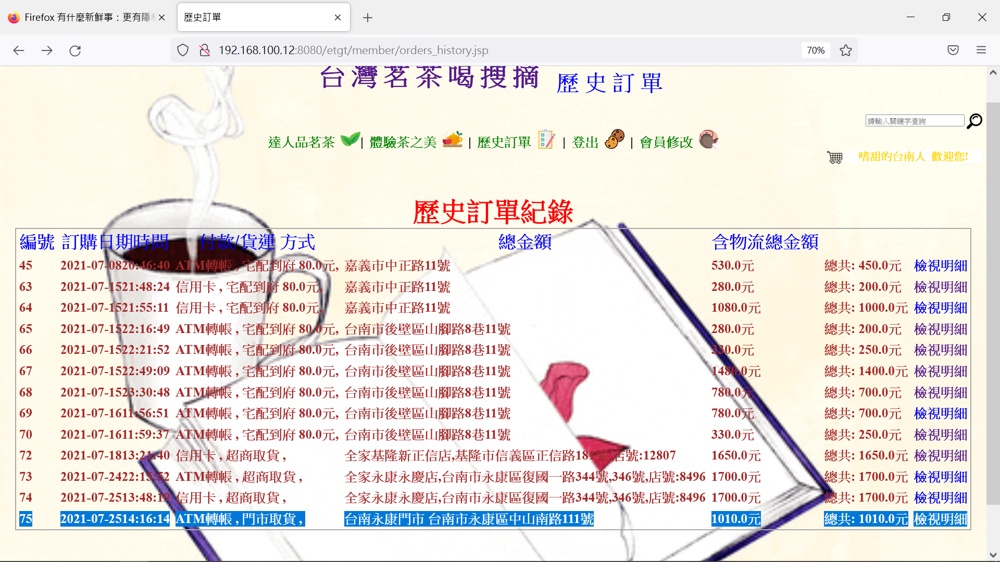 Firefox 有什麼新鮮事：更有隱
歷史訂單
192.168.100.12:8080/etgt/member/orders_history.jsp
70%
台灣茗茶喝搜摘 歷史訂單
請輸入關鍵字查詢
達人品茗茶 | 體驗茶之美 | 歷史訂單 | 登出 | 會員修改
嗜甜的台南人 歡迎您!
歷史訂單紀錄
編號 訂購日期時間 付款/貨運 方式 總金額 含物流總金額
45 2021-07-0820:46:40 ATM轉帳 , 宅配到府 80.0元, 嘉義市中正路11號 530.0元 總共: 450.0元 檢視明細
63 2021-07-1521:48:24 信用卡 , 宅配到府 80.0元, 嘉義市中正路11號 280.0元 總共: 200.0元 檢視明細
64 2021-07-1521:55:11 信用卡 , 宅配到府 80.0元, 嘉義市中正路11號 1080.0元 總共: 1000.0元 檢視明細
65 2021-07-1522:16:49 ATM轉帳 , 宅配到府 80.0元, 台南市後壁區山腳路8巷11號 280.0元 總共: 200.0元 檢視明細
66 2021-07-1522:21:52 ATM轉帳 , 宅配到府 80.0元, 台南市後壁區山腳路8巷11號 330.0元 總共: 250.0元 檢視明細
67 2021-07-1522:49:09 ATM轉帳 , 宅配到府 80.0元, 台南市後壁區山腳路8巷11號 1480.0元 總共: 1400.0元 檢視明細
68 2021-07-1523:30:48 ATM轉帳 , 宅配到府 80.0元, 台南市後壁區山腳路8巷11號 780.0元 總共: 700.0元 檢視明細
69 2021-07-1611:56:51 ATM轉帳 , 宅配到府 80.0元, 台南市後壁區山腳路8巷11號 780.0元 總共: 700.0元 檢視明細
70 2021-07-1611:59:37 ATM轉帳 , 宅配到府 80.0元, 台南市後壁區山腳路8巷11號 330.0元 總共: 250.0元 檢視明細
72 2021-07-1813:21:40 信用卡 , 超商取貨 , 全家基隆新正信店,基隆市信義區正信路 店號:12807 1650.0元 總共: 1650.0元 檢視明細
73 2021-07-2422:15:52 ATM轉帳 , 超商取貨 , 全家永康永慶店,台南市永康區復國一路344號,346號,店號:8496 1700.0元 總共: 1700.0元 檢視明細
74 2021-07-2513:48:19 信用卡 , 超商取貨 , 全家永康永慶店,台南市永康區復國一路344號,346號,店號:8496 1700.0元 總共: 1700.0元 檢視明細
75 2021-07-2514:16:14 ATM轉帳 , 門市取貨 , 台南永康門市 台南市永康區中山南路111號 1010.0元 總共: 1010.0元 檢視明細